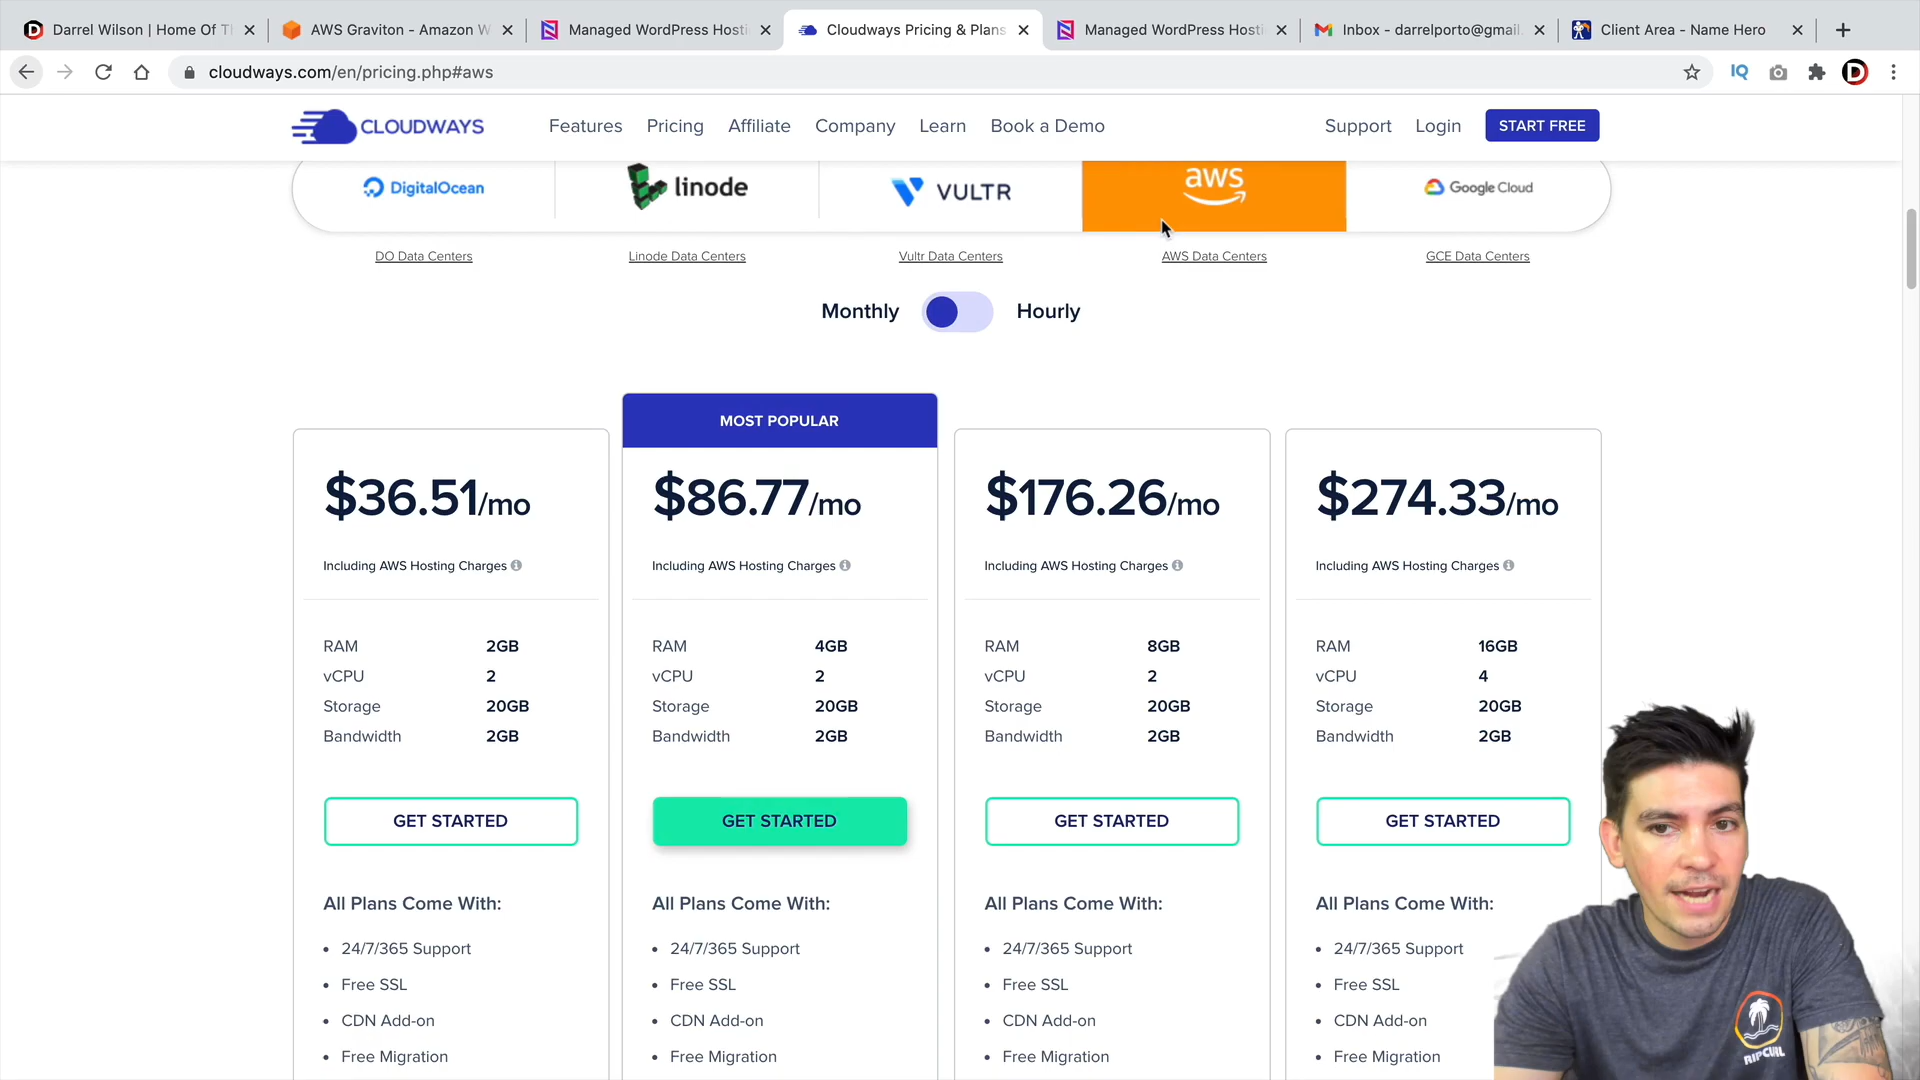 Darrel Wilson | Home Of T
AWS Graviton - Amazon W
Managed WordPress Hosti
Cloudways Pricing & Plans
Managed WordPress Hosti
Inbox - darrelporto@gmail.
Client Area - Name Hero
cloudways.com/en/pricing.php#aws
IQ
CLOUDWAYS
Features
Pricing
Affiliate
Company
Learn
Book a Demo
Support
Login
START FREE
DigitalOcean
linode
VULTR
aws
Google Cloud
DO Data Centers
Linode Data Centers
Vultr Data Centers
AWS Data Centers
GCE Data Centers
Monthly
Hourly
MOST POPULAR
$36.51/mo
$86.77/mo
$176.26/mo
$274.33/mo
Including AWS Hosting Charges
Including AWS Hosting Charges
Including AWS Hosting Charges
Including AWS Hosting Charges
RAM 2GB
vCPU 2
Storage 20GB
Bandwidth 2GB
RAM 4GB
vCPU 2
Storage 20GB
Bandwidth 2GB
RAM 8GB
vCPU 2
Storage 20GB
Bandwidth 2GB
RAM 16GB
vCPU 4
Storage 20GB
Bandwidth 2GB
GET STARTED
GET STARTED
GET STARTED
GET STARTED
All Plans Come With:
24/7/365 Support
Free SSL
CDN Add-on
Free Migration
All Plans Come With:
24/7/365 Support
Free SSL
CDN Add-on
Free Migration
All Plans Come With:
24/7/365 Support
Free SSL
CDN Add-on
Free Migration
All Plans Come With:
24/7/365 Support
Free SSL
CDN Add-on
Free Migration
RIPCURL